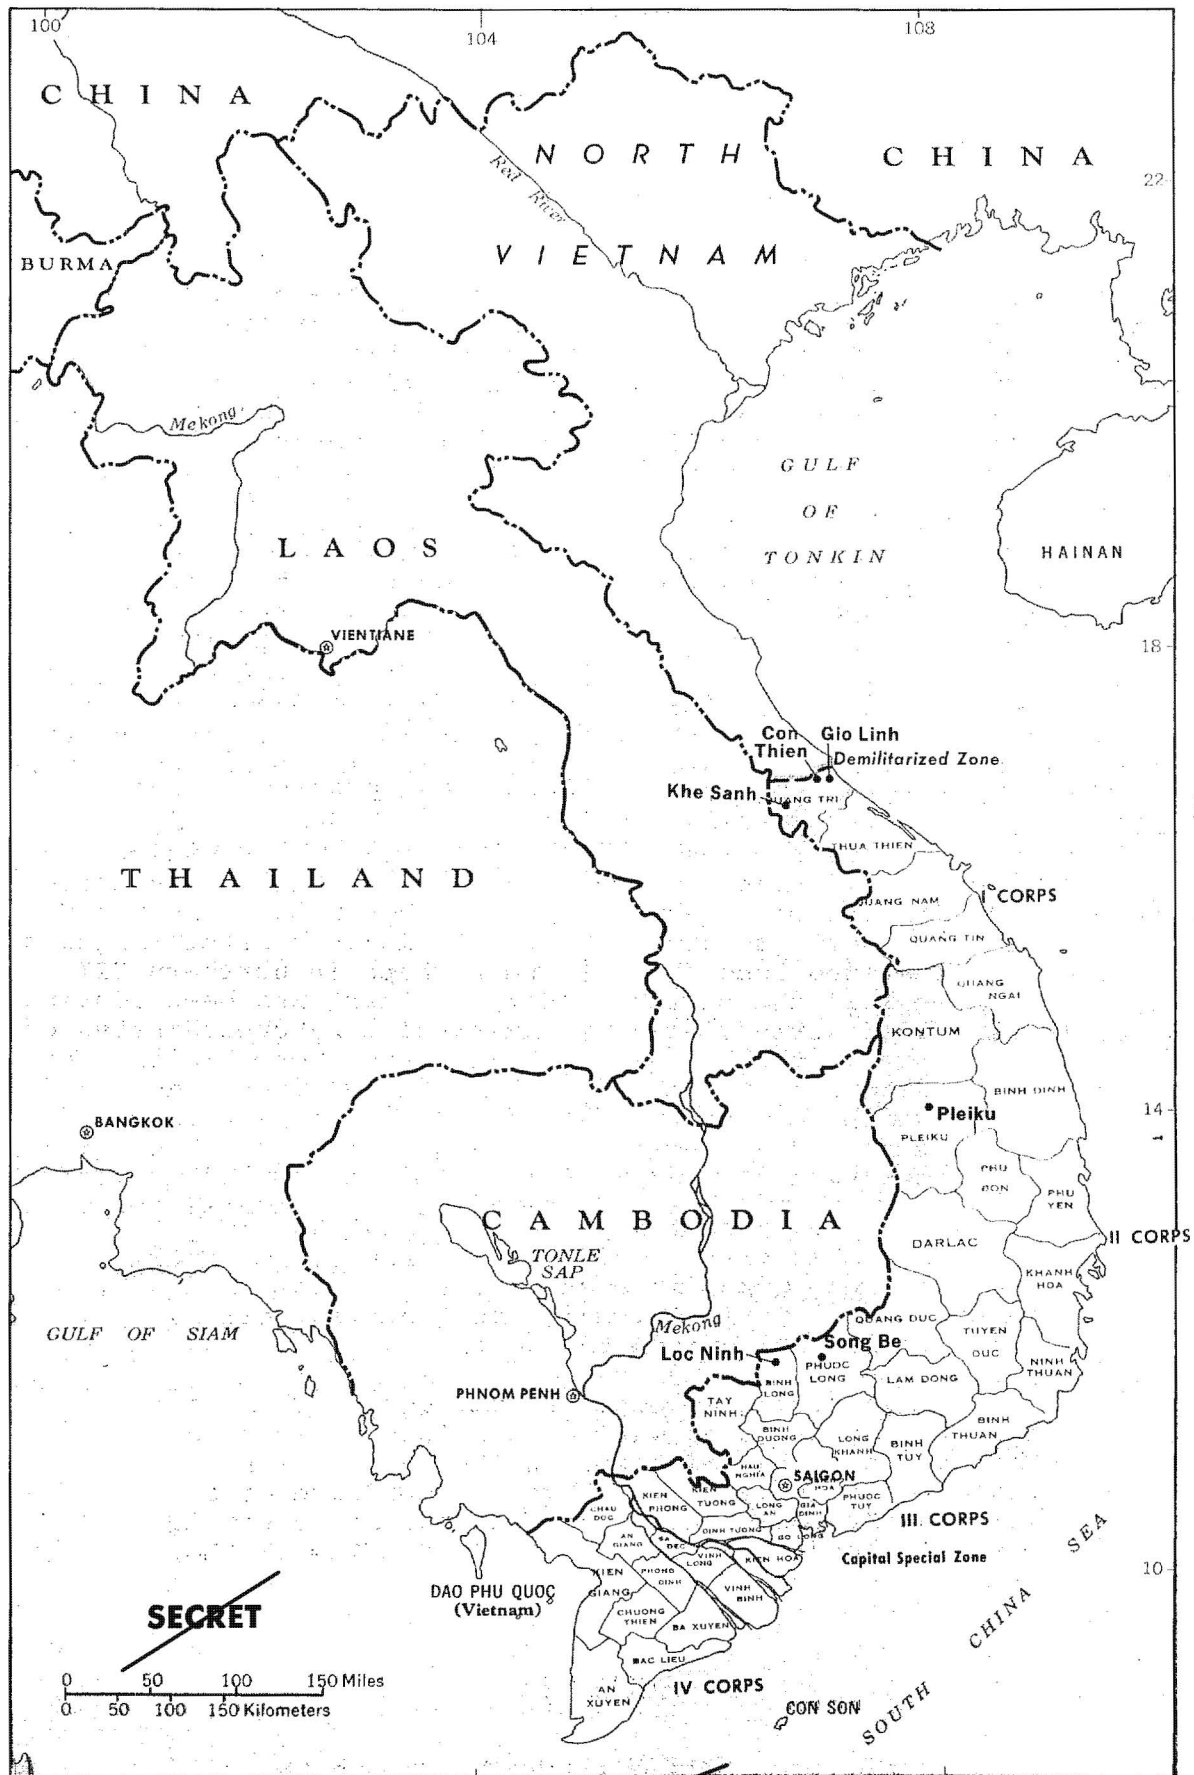 100
104
108
CHINA
NORTH
VIETNAM
CHINA
Red River
22
BURMA
Mekong
GULF
OF
TONKIN
HAINAN
LAOS
VIENTIANE
18
Con
Thien
Gio Linh
Demilitarized Zone
Khe Sanh
QUANG TRI
THUA THIEN
THAILAND
QUANG NAM
I CORPS
QUANG TIN
QUANG
NGAI
KONTUM
BINH DINH
BANGKOK
Pleiku
14
PLEIKU
PHU
BON
PHU
YEN
CAMBODIA
DARLAC
II CORPS
TONLE
SAP
KHANH
HOA
GULF OF SIAM
Mekong
QUANG DUC
TUYEN
DUC
Loc Ninh
Song Be
PHUOC
LONG
NINH
THUAN
BINH
LONG
LAM DONG
PHNOM PENH
TAY
NINH
BINH
THUAN
BINH
DUONG
LONG
KHANH
BINH
TUY
HAU
NGHIA
SAIGON
HOA
KIEN
PHONG
KIEN
TUONG
LONG
AN
GIA
DINH
PHUOC
TUY
CHAU
DOC
III CORPS
AN
GIANG
SA
DEC
DINH TUONG
GO CONG
VINH
LONG
KIEN HOA
Capital Special Zone
SEA
KIEN
GIANG
PHONG
DINH
10
DAO PHU QUOC
(Vietnam)
VINH
BINH
CHUONG
THIEN
BA XUYEN
CHINA
SECRET
BAC LIEU
0 50 100 150 Miles
0 50 100 150 Kilometers
AN
XUYEN
IV CORPS
CON SON
SOUTH